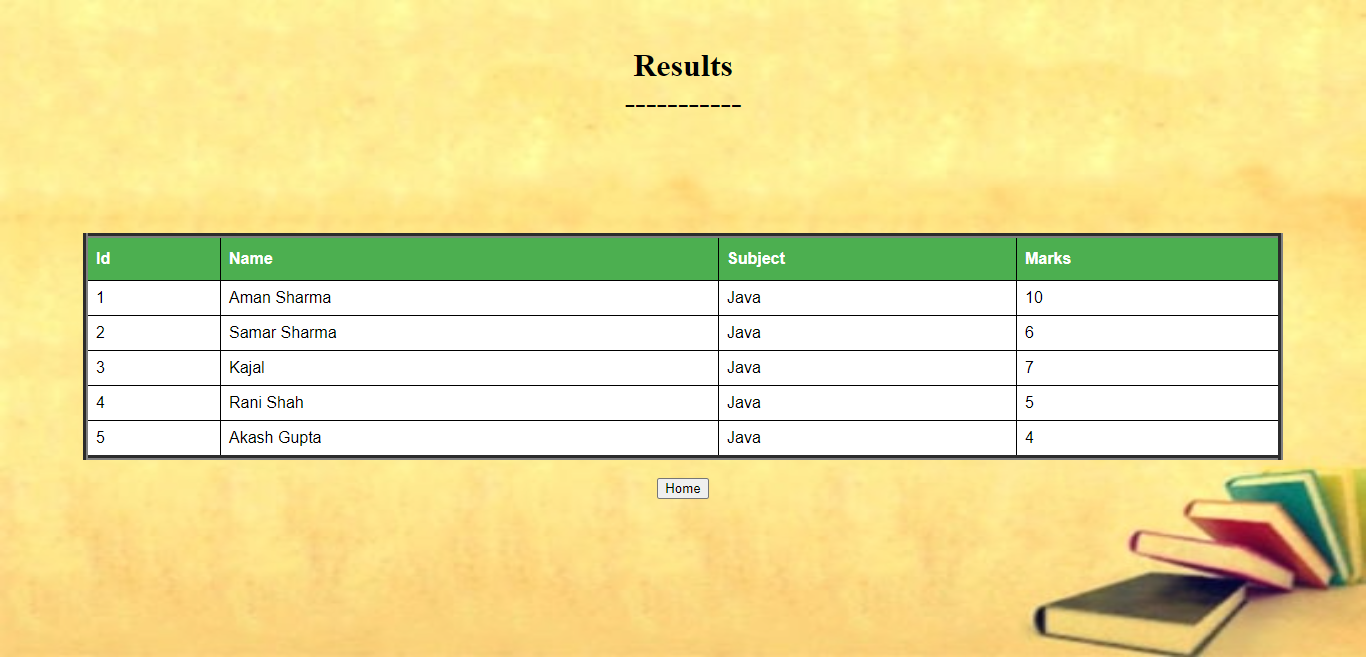 Results
-----------
Id Name Subject Marks
1 Aman Sharma Java 10
2 Samar Sharma Java 6
3 Kajal Java 7
4 Rani Shah Java 5
5 Akash Gupta Java 4
Home